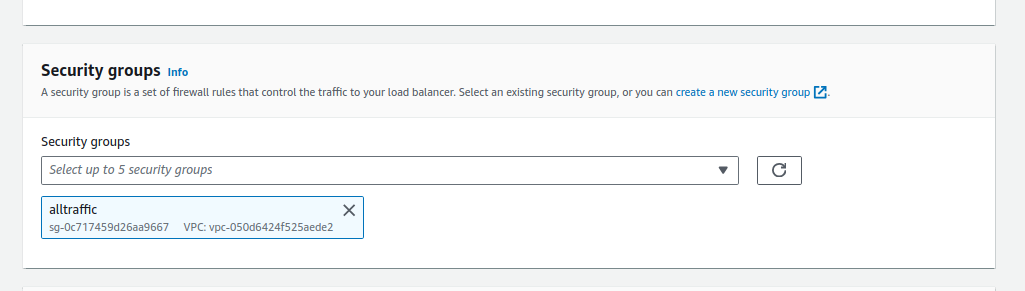 Security groups Info
A security group is a set of firewall rules that control the traffic to your load balancer. Select an existing security group, or you can create a new security group.
Security groups
Select up to 5 security groups
alltraffic
sg-0c717459d26aa9667 VPC: vpc-050d6424f525aede2